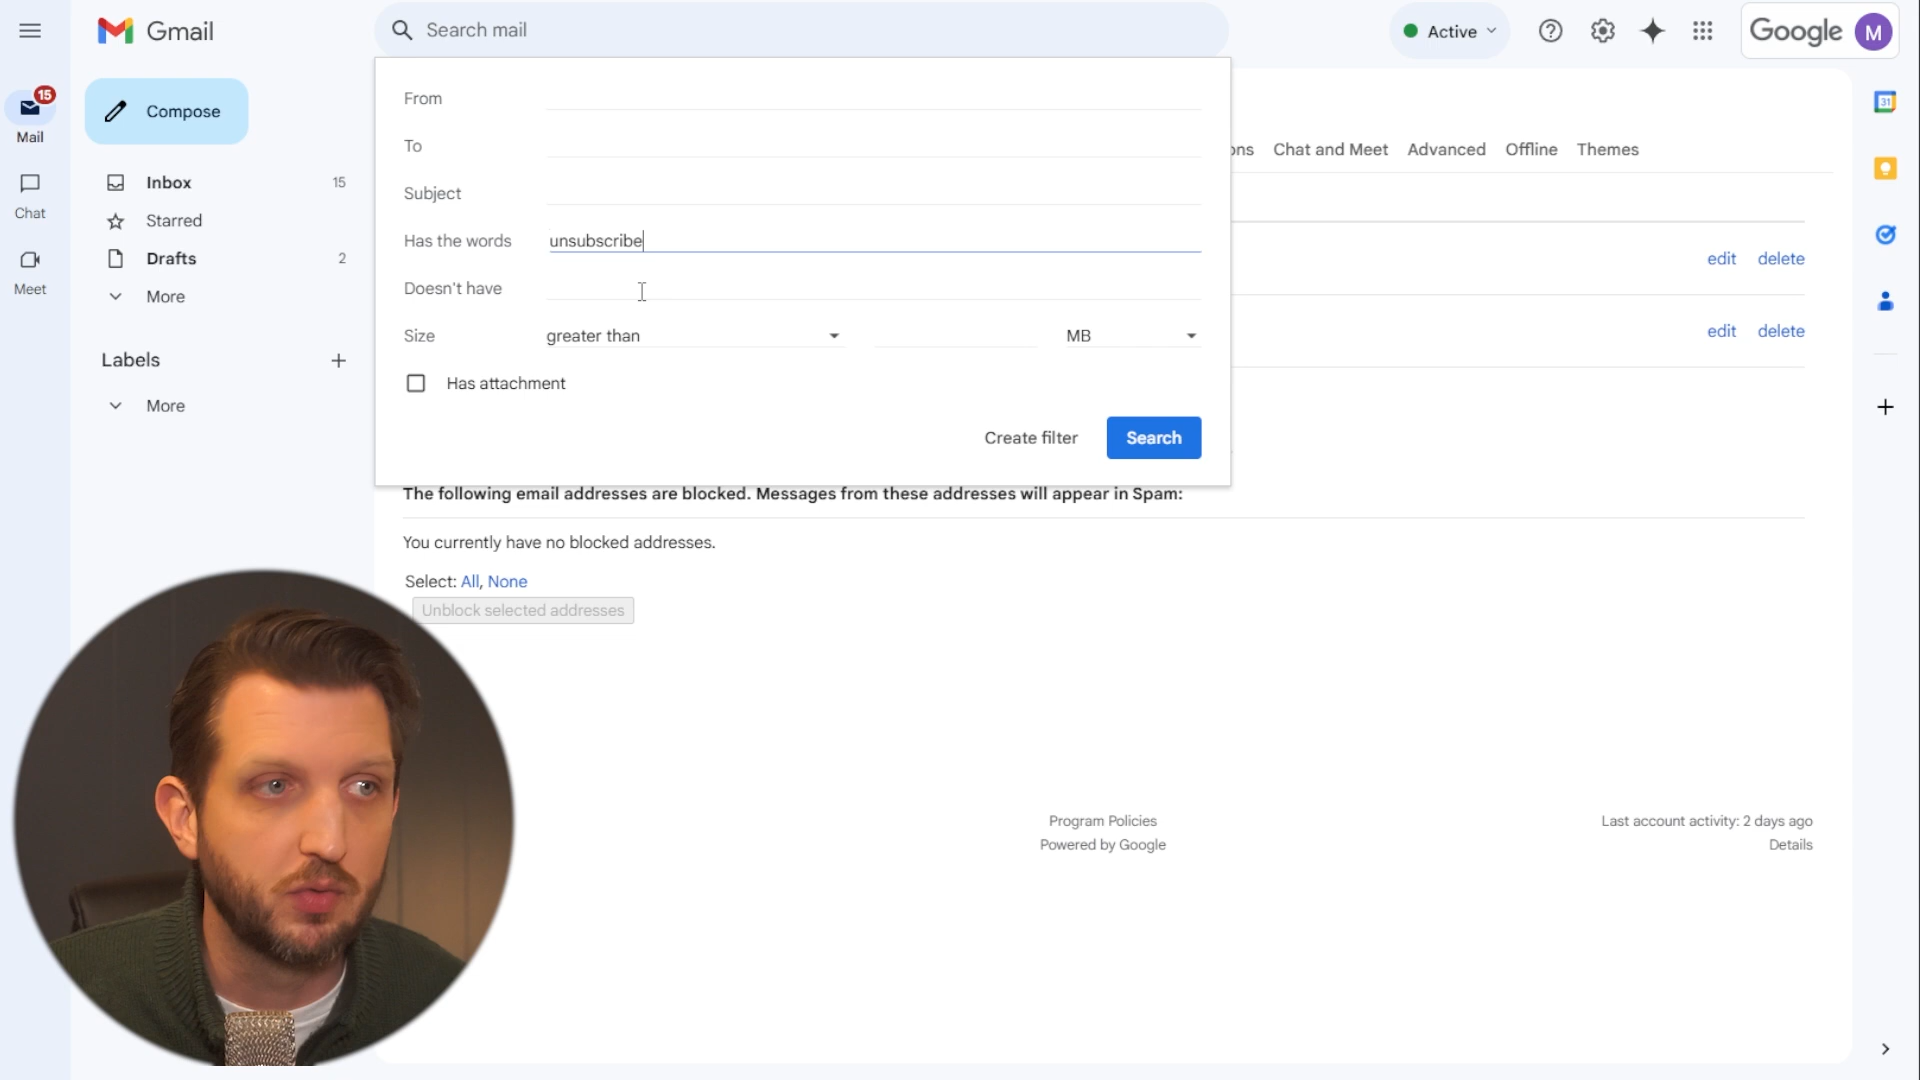 Gmail
Search mail
Active
Google
M
15
Mail
Chat
Meet
Compose
Inbox 15
Starred
Drafts 2
More
Labels
More
From
To
Subject
Has the words unsubscribe
Doesn't have
Size greater than MB
Has attachment
Create filter Search
ons Chat and Meet Advanced Offline Themes
edit delete
edit delete
The following email addresses are blocked. Messages from these addresses will appear in Spam:
You currently have no blocked addresses.
Select: All, None
Unblock selected addresses
Program Policies
Powered by Google
Last account activity: 2 days ago
Details
31